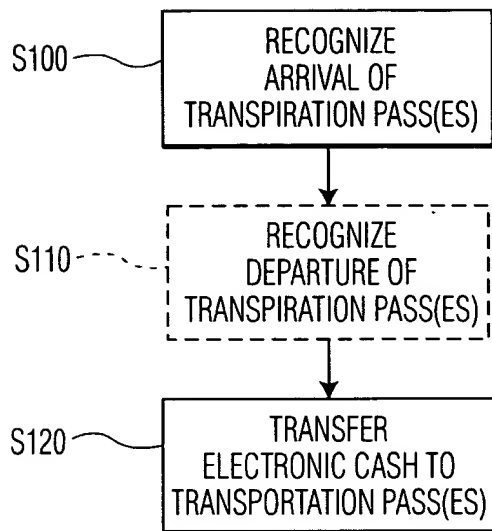 S100
RECOGNIZE
ARRIVAL OF
TRANSPIRATION PASS(ES)
S110
RECOGNIZE
DEPARTURE OF
TRANSPIRATION PASS(ES)
S120
TRANSFER
ELECTRONIC CASH TO
TRANSPORTATION PASS(ES)